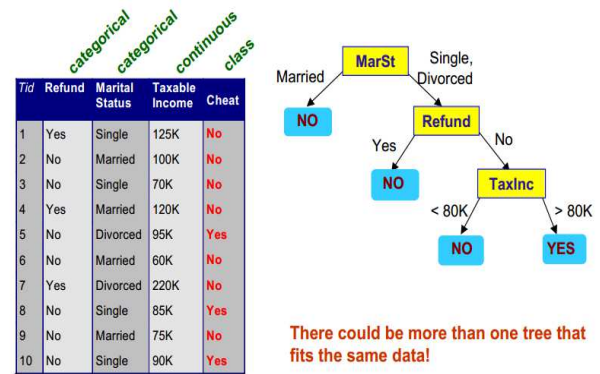 categorical
categorical
continuous
class
Tid Refund Marital Status Taxable Income Cheat
1 Yes Single 125K No
2 No Married 100K No
3 No Single 70K No
4 Yes Married 120K No
5 No Divorced 95K Yes
6 No Married 60K No
7 Yes Divorced 220K No
8 No Single 85K Yes
9 No Married 75K No
10 No Single 90K Yes
MarSt
Married
Single,
Divorced
NO
Refund
Yes
No
NO
TaxInc
< 80K
> 80K
NO
YES
There could be more than one tree that
fits the same data!